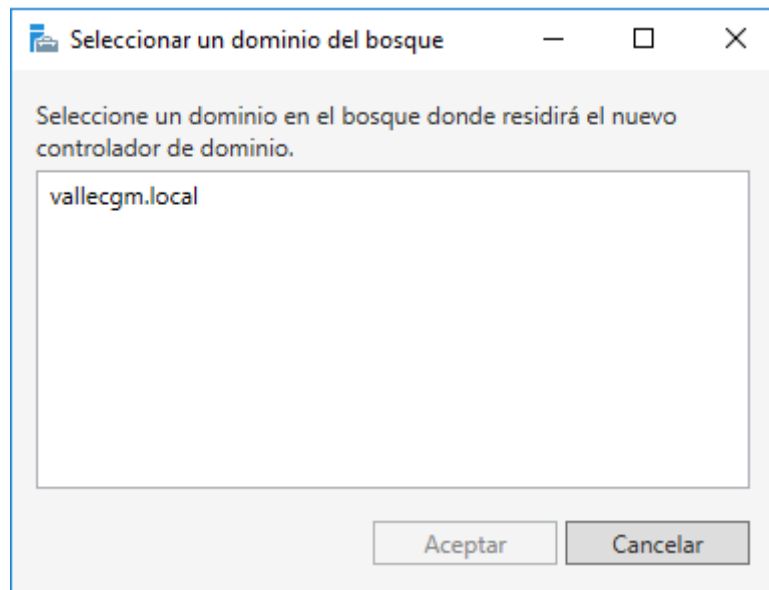 Seleccionar un dominio del bosque
Seleccione un dominio en el bosque donde residirá el nuevo
controlador de dominio.
vallecgm.local
Aceptar
Cancelar